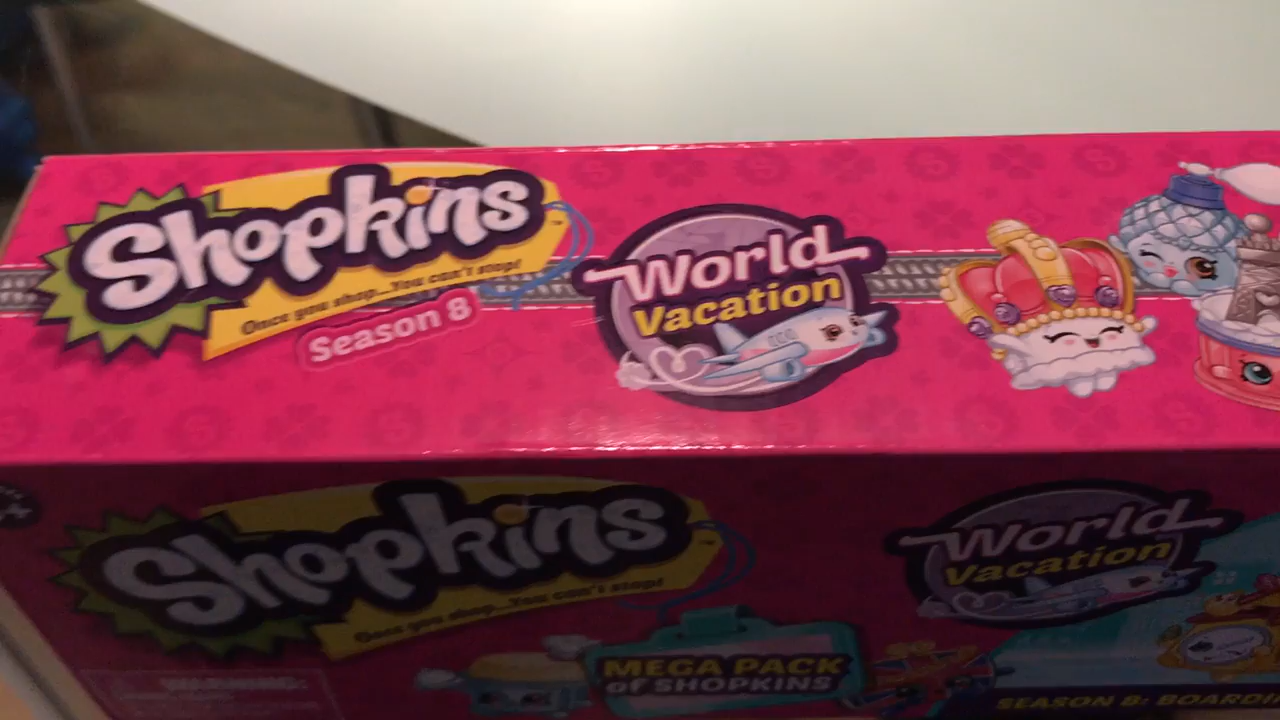 Shopkins
Once you shop...You can't stop!
Season 8
World
Vacation
Shopkins
Once you shop...You can't stop!
World
Vacation
MEGA PACK
of SHOPKINS
WARNING:
SEASON 8: